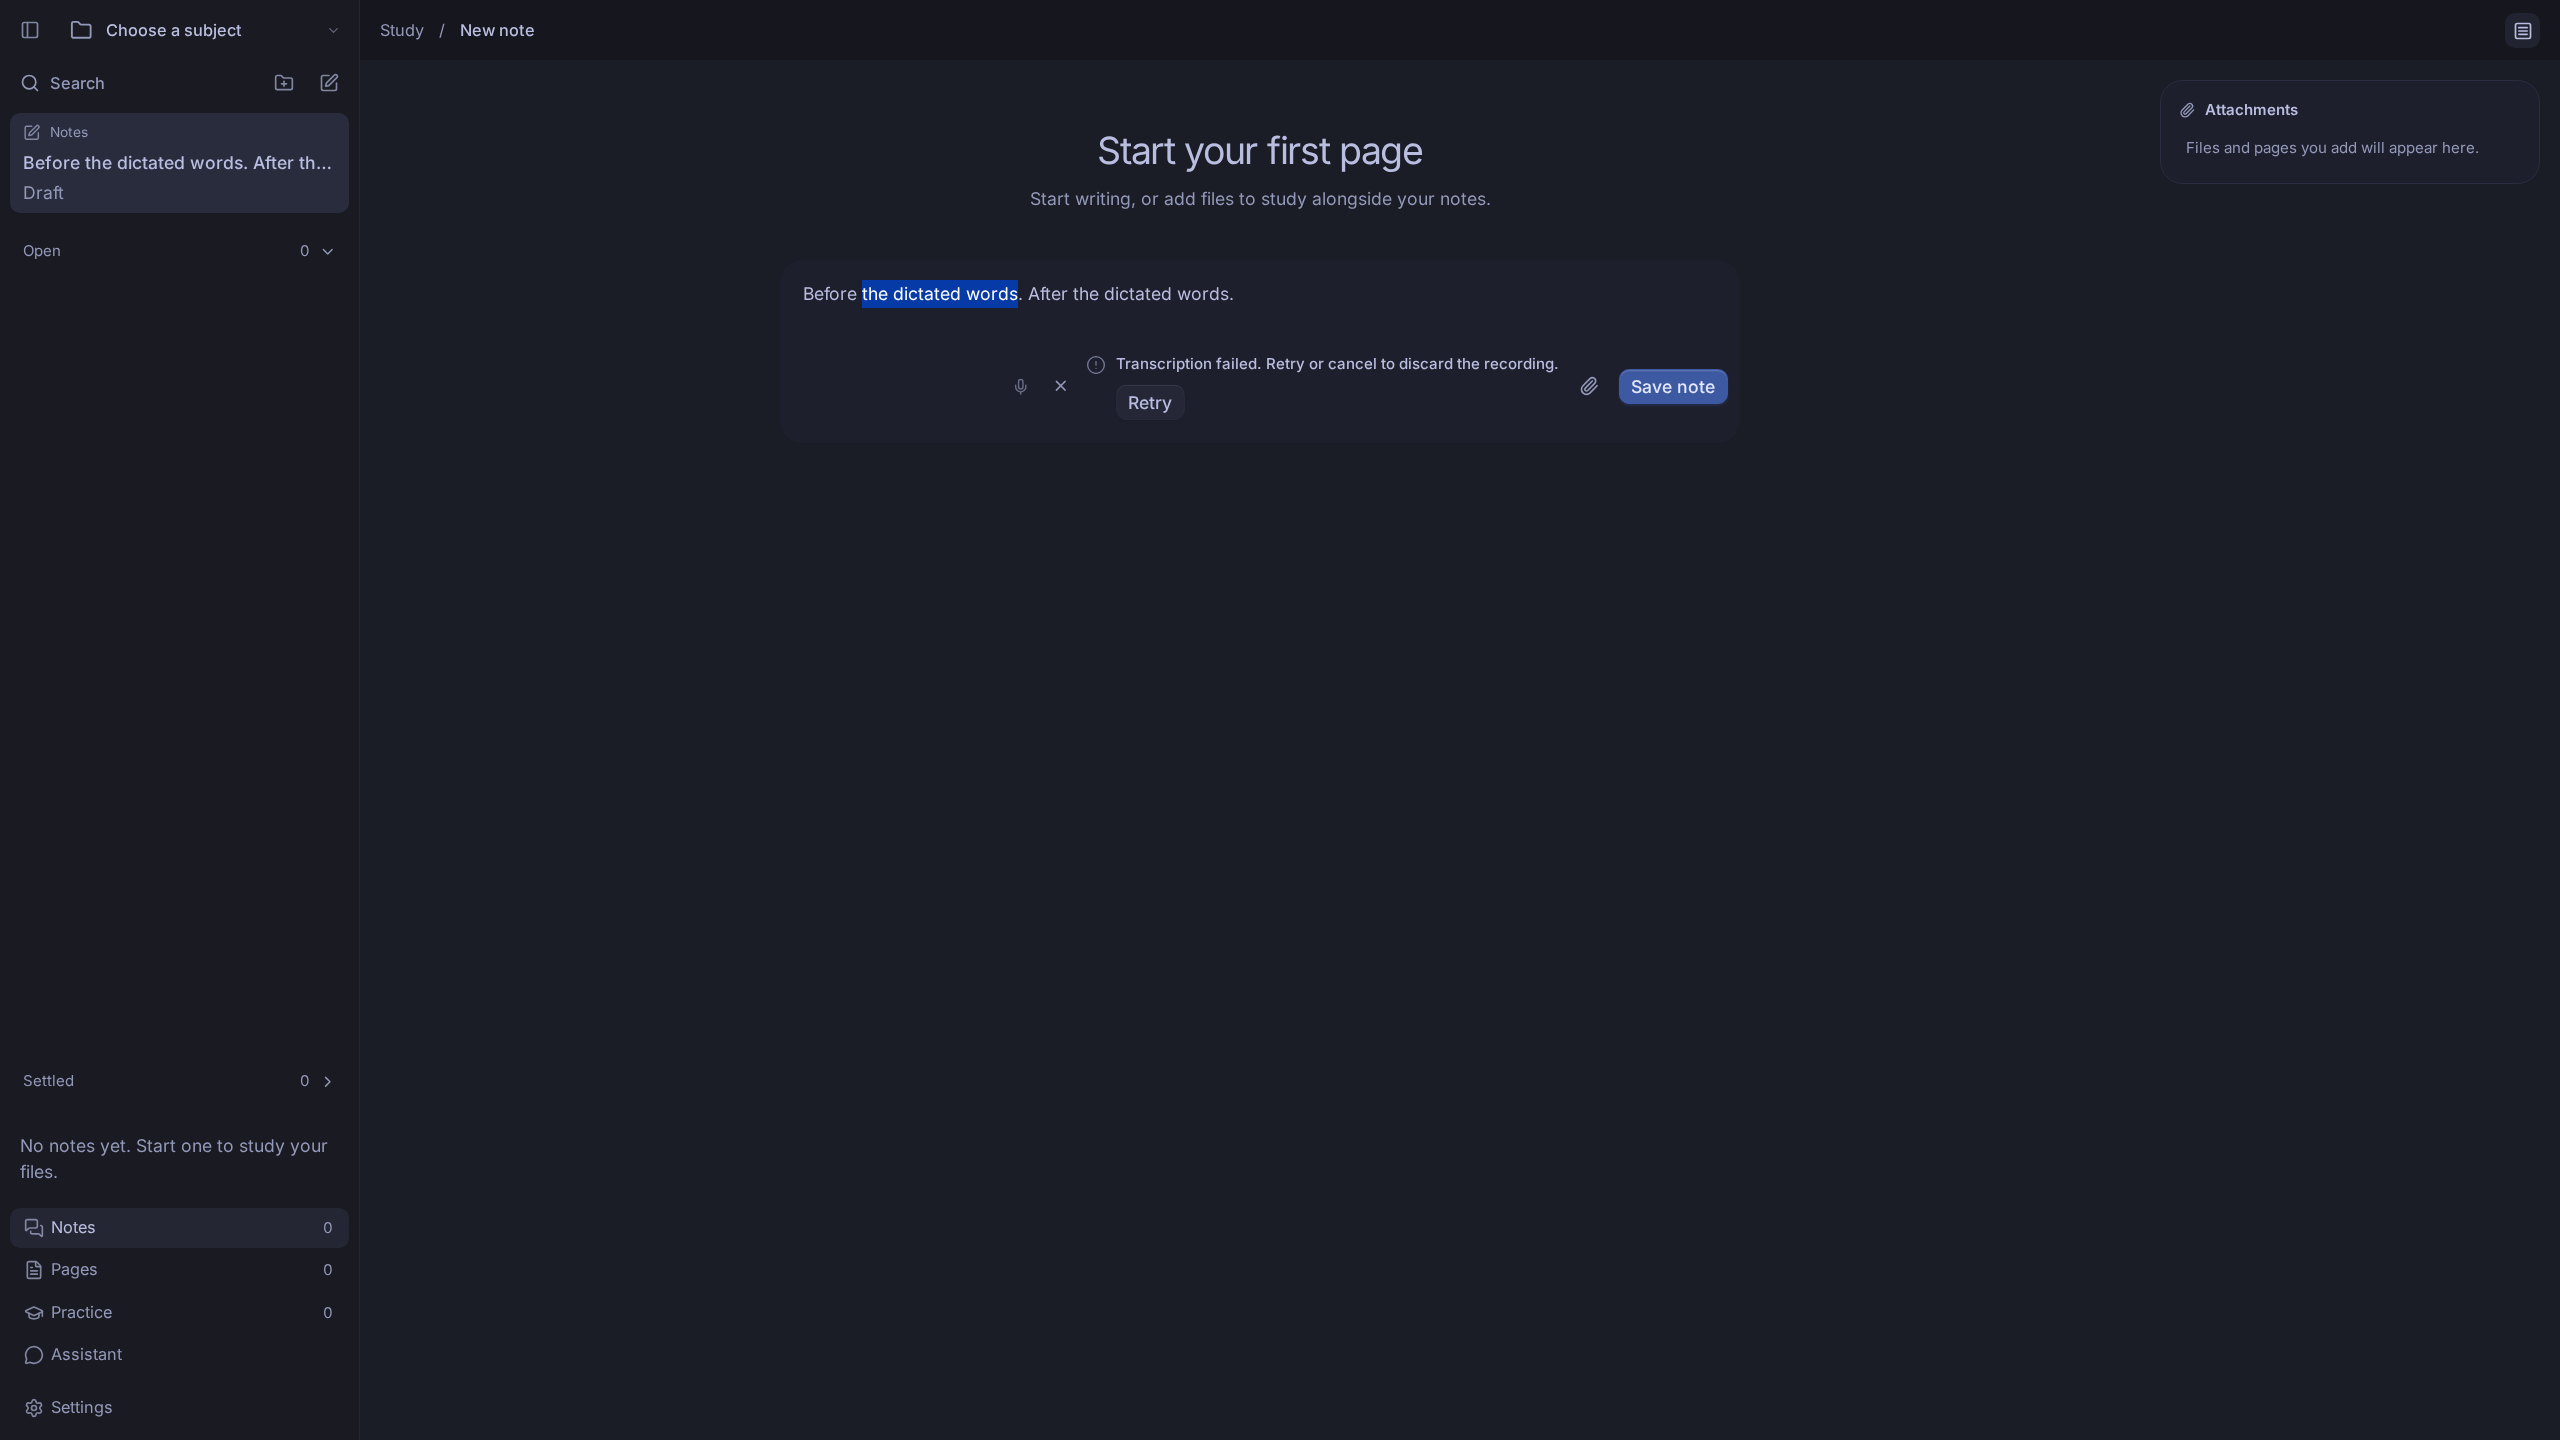 Choose a subject
Search
Notes
Before the dictated words. After th...
Draft
Open 0
Settled 0
No notes yet. Start one to study your
files.
Notes 0
Pages 0
Practice 0
Assistant
Settings
Study / New note
Start your first page
Start writing, or add files to study alongside your notes.
Before the dictated words. After the dictated words.
Transcription failed. Retry or cancel to discard the recording.
Retry
Save note
Attachments
Files and pages you add will appear here.